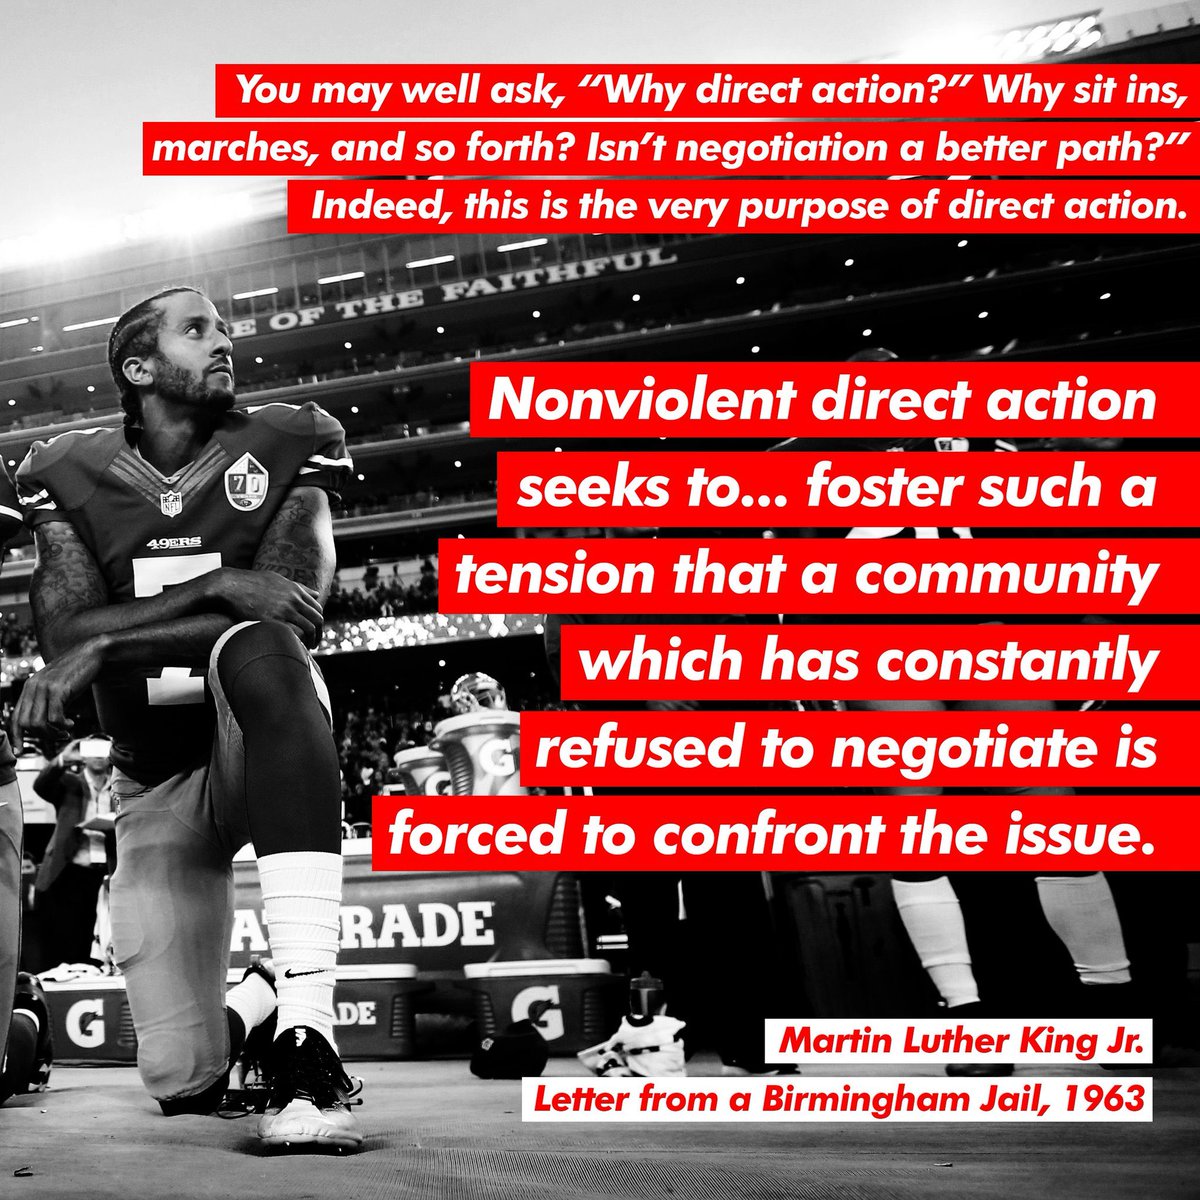 You may well ask, “Why direct action?” Why sit ins,
marches, and so forth? Isn’t negotiation a better path?”
Indeed, this is the very purpose of direct action.
E OF THE FAITHFUL
Nonviolent direct action
seeks to... foster such a
tension that a community
which has constantly
refused to negotiate is
forced to confront the issue.
70
NFL
49ERS
7
G
RADE
G
G
ADE
Martin Luther King Jr.
Letter from a Birmingham Jail, 1963